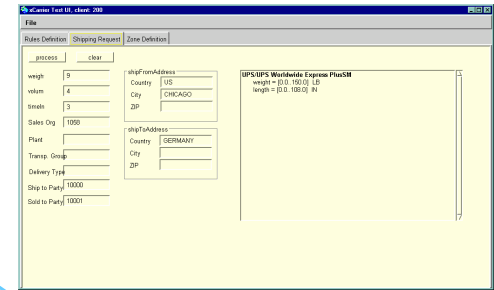 xCarrier Test UI, client: 200
File
Rules Definition Shipping Request Zone Definition
process clear
weigh 9
volum 4
timeIn 3
Sales Org 1058
Plant
Transp. Group
Delivery Type
Ship to Party 10000
Sold to Party 10001
shipFromAddress
Country US
City CHICAGO
ZIP
shipToAddress
Country GERMANY
City
ZIP
UPS/UPS Worldwide Express PlusSM
weight = [0.0..150.0] LB
length = [0.0..108.0] IN